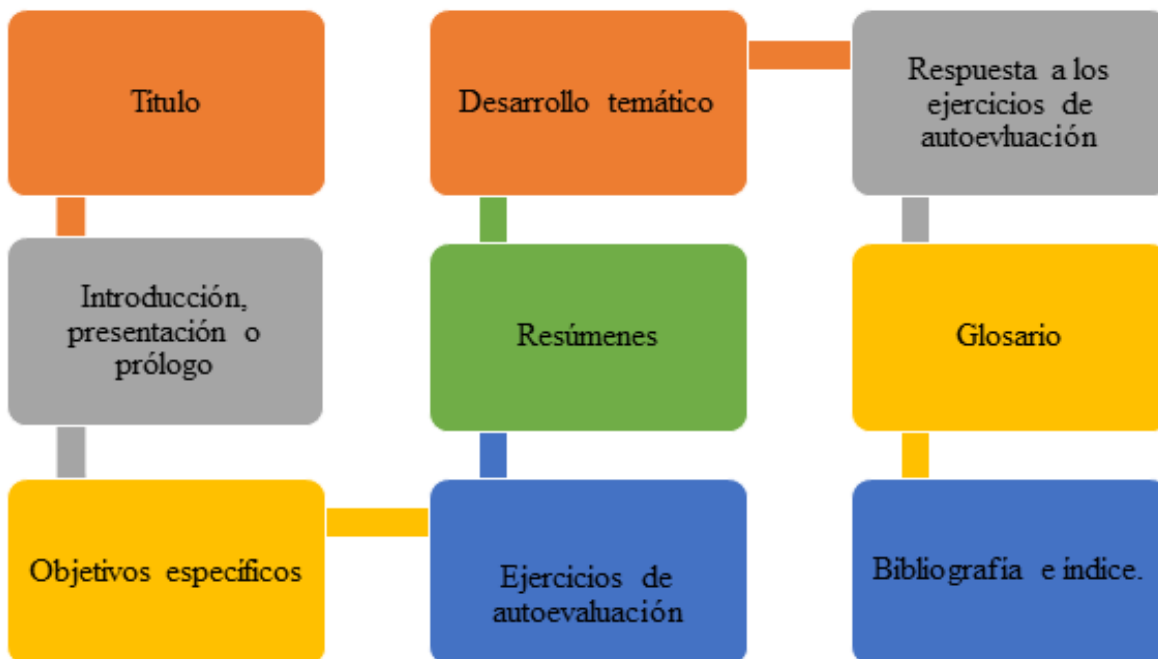 Título
Introducción,
presentación o
prólogo
Objetivos específicos
Ejercicios de
autoevaluación
Resúmenes
Desarrollo temático
Respuesta a los
ejercicios de
autoevluación
Glosario
Bibliografía e índice.